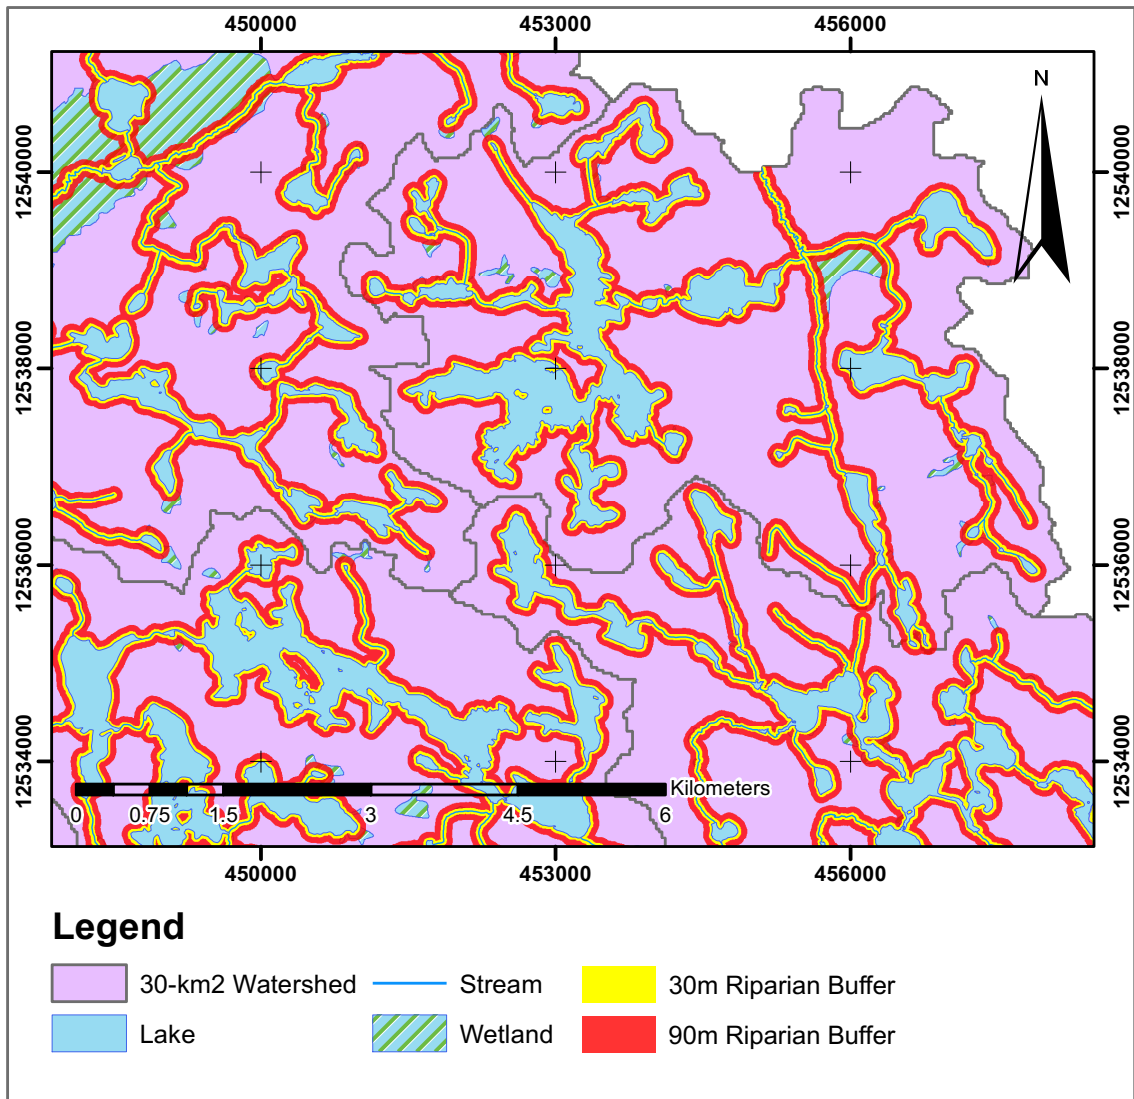 450000 453000 456000
N
12540000 12540000
12538000 12538000
12536000 12536000
12534000 12534000
Kilometers
0 0.75 1.5 3 4.5 6
450000 453000 456000
Legend
30-km2 Watershed Stream 30m Riparian Buffer
Lake Wetland 90m Riparian Buffer